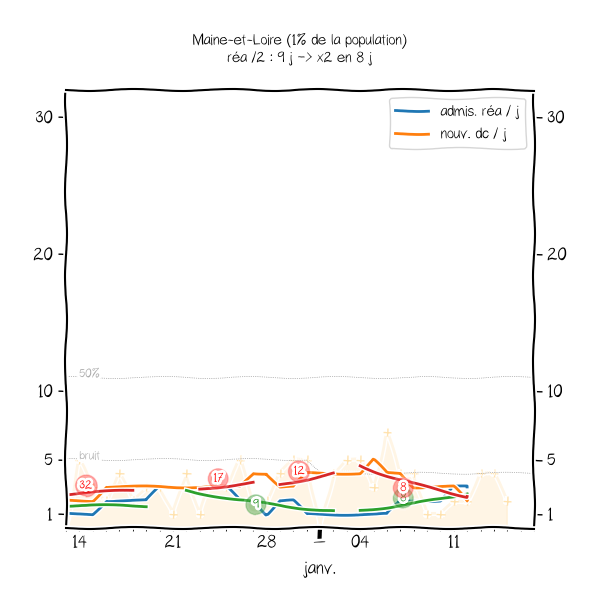 Maine-et-Loire (1% de la population)
réa /2 : 9 j -> x2 en 8 j
admis. réa / j
nouv. dc / j
30 30
20 20
50%
10 10
bruit
5 5
32 17 12 8
9 8
1 1
14 21 28 04 11
janv.